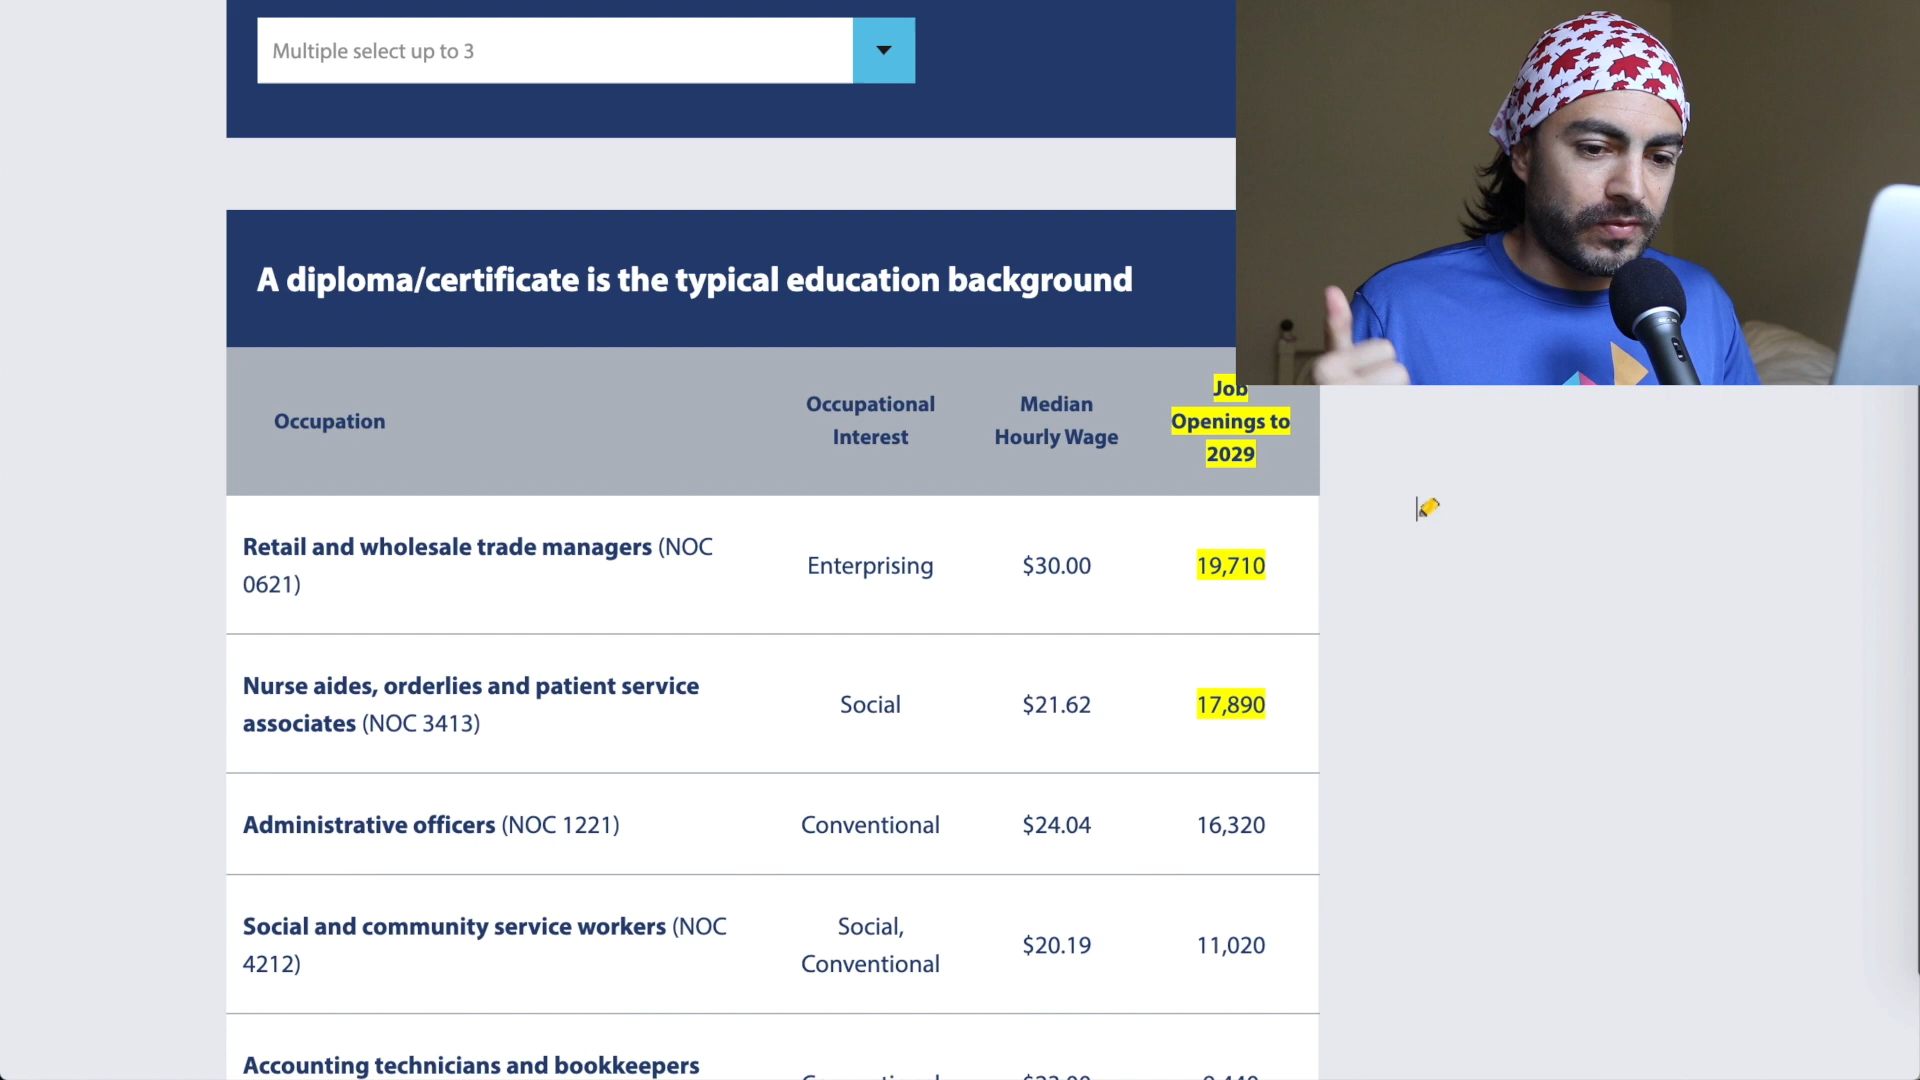 Multiple select up to 3
A diploma/certificate is the typical education background
Occupation
Occupational
Interest
Median
Hourly Wage
Job
Openings to
2029
Retail and wholesale trade managers (NOC
0621)
Enterprising
$30.00
19,710
Nurse aides, orderlies and patient service
associates (NOC 3413)
Social
$21.62
17,890
Administrative officers (NOC 1221)
Conventional
$24.04
16,320
Social and community service workers (NOC
4212)
Social,
Conventional
$20.19
11,020
Accounting technicians and bookkeepers